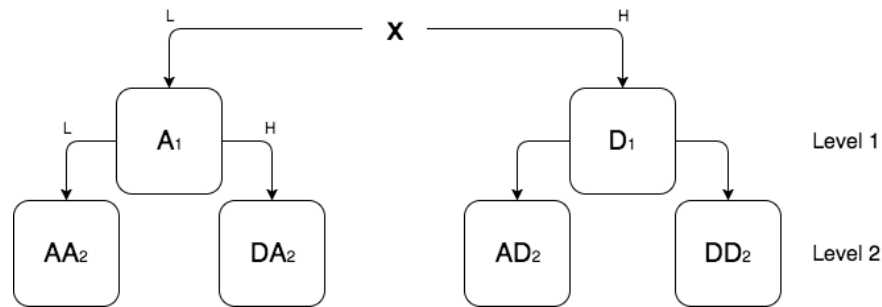 L X H
A₁ D₁ Level 1
L H
AA₂ DA₂ AD₂ DD₂ Level 2